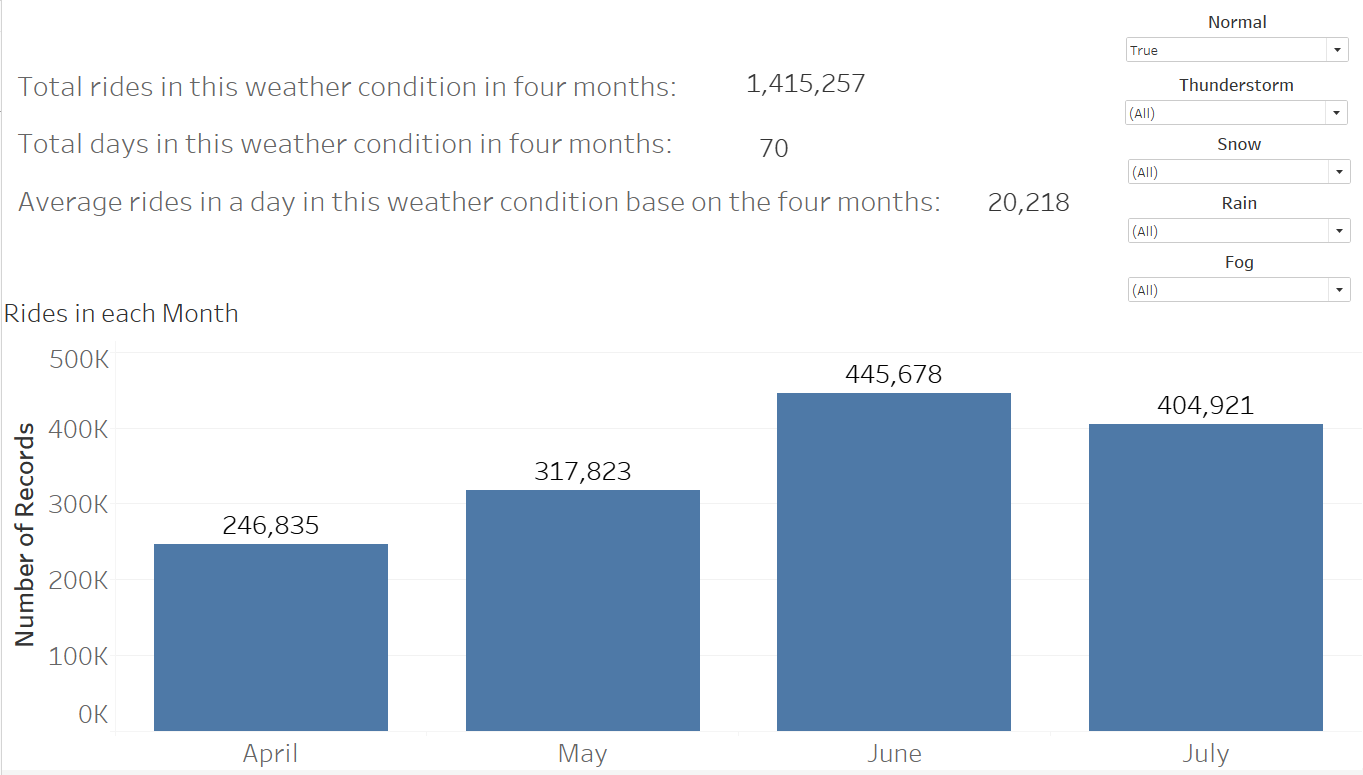 Normal
True
Total rides in this weather condition in four months: 1,415,257
Thunderstorm
(All)
Total days in this weather condition in four months: 70
Snow
(All)
Average rides in a day in this weather condition base on the four months: 20,218
Rain
(All)
Fog
(All)
Rides in each Month
Number of Records
500K
400K
300K
200K
100K
0K
246,835
317,823
445,678
404,921
April
May
June
July